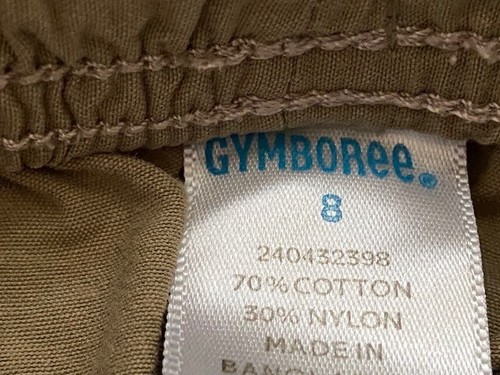 GYMBOREE®
8
240432398
70% COTTON
30% NYLON
MADE IN